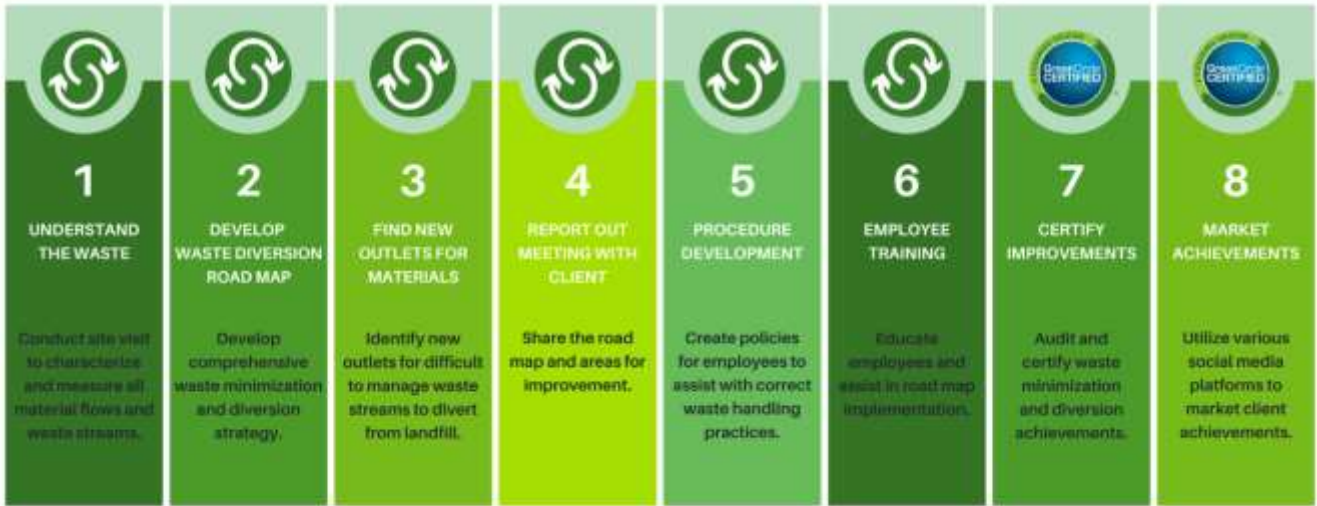 1
UNDERSTAND
THE WASTE
Conduct site visit
to characterize
and measure all
material flows and
waste streams.
2
DEVELOP
WASTE DIVERSION
ROAD MAP
Develop
comprehensive
waste minimization
and diversion
strategy.
3
FIND NEW
OUTLETS FOR
MATERIALS
Identify new
outlets for difficult
to manage waste
streams to divert
from landfill.
4
REPORT OUT
MEETING WITH
CLIENT
Share the road
map and areas for
improvement.
5
PROCEDURE
DEVELOPMENT
Create policies
for employees to
assist with correct
waste handling
practices.
6
EMPLOYEE
TRAINING
Educate
employees and
assist in road map
implementation.
GreenCircle
CERTIFIED
7
CERTIFY
IMPROVEMENTS
Audit and
certify waste
minimization
and diversion
achievements.
GreenCircle
CERTIFIED
8
MARKET
ACHIEVEMENTS
Utilize various
social media
platforms to
market client
achievements.